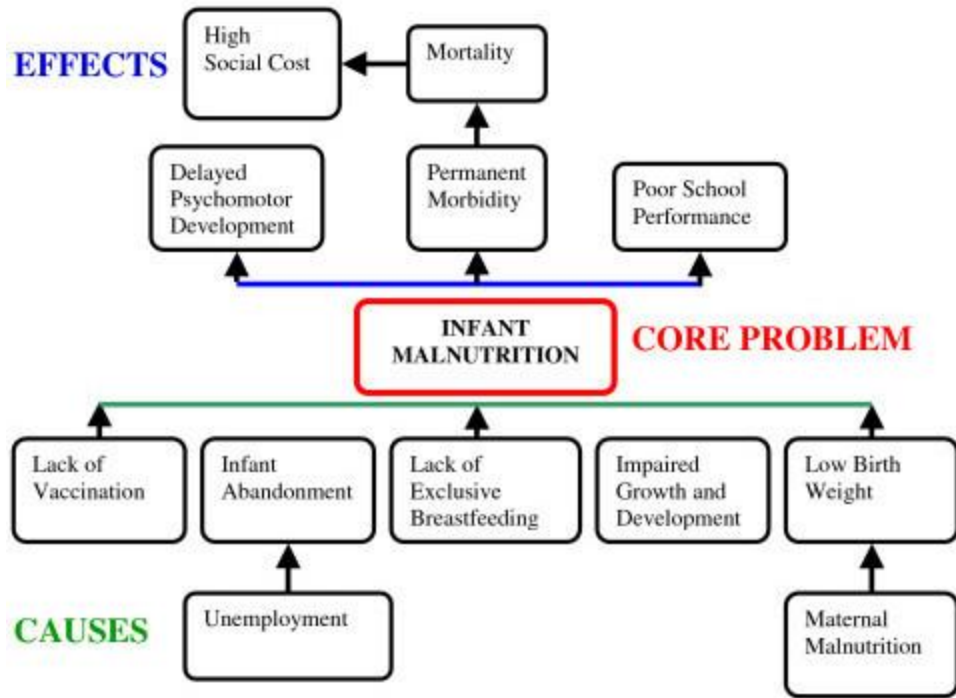 EFFECTS
High
Social Cost
Mortality
Delayed
Psychomotor
Development
Permanent
Morbidity
Poor School
Performance
INFANT
MALNUTRITION
CORE PROBLEM
Lack of
Vaccination
Infant
Abandonment
Lack of
Exclusive
Breastfeeding
Impaired
Growth and
Development
Low Birth
Weight
CAUSES
Unemployment
Maternal
Malnutrition